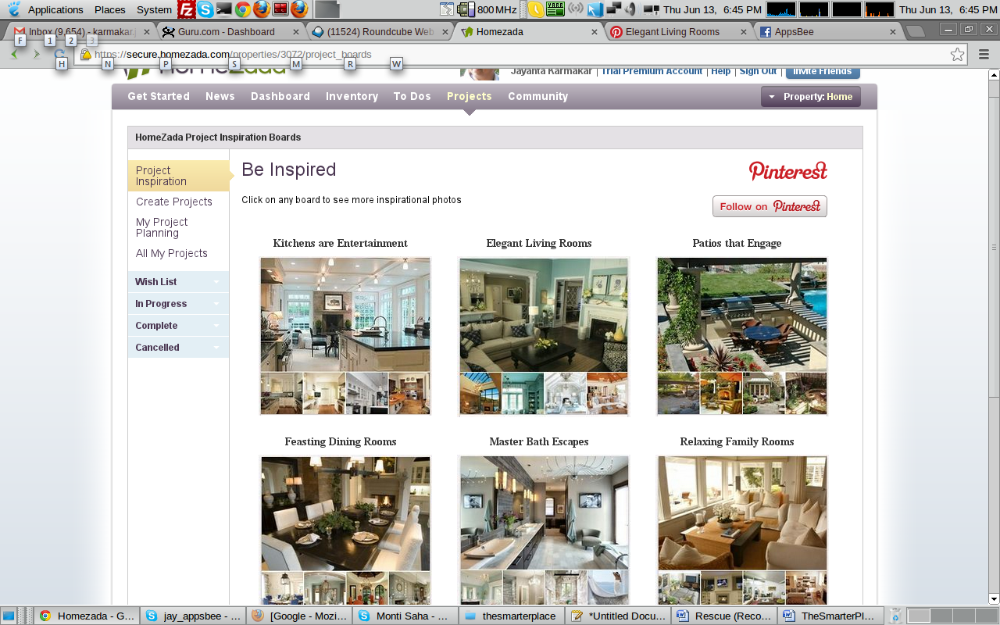 Applications Places System 800 MHz Thu Jun 13, 6:45 PM Thu Jun 13, 6:45 PM
Inbox (9,654) - karmakar.j Guru.com - Dashboard (11524) Roundcube Web Homezada Elegant Living Rooms AppsBee
F 1 2 3
https://secure.homezada.com/properties/3072/project_boards
H N P S M R W
HomeZada Jayanta Karmakar | Trial Premium Account | Help | Sign Out | Invite Friends
Get Started News Dashboard Inventory To Dos Projects Community Property: Home
HomeZada Project Inspiration Boards
Project
Inspiration
Create Projects
My Project
Planning
All My Projects
Wish List
In Progress
Complete
Cancelled
Be Inspired
Pinterest
Click on any board to see more inspirational photos
Follow on Pinterest
Kitchens are Entertainment Elegant Living Rooms Patios that Engage
Feasting Dining Rooms Master Bath Escapes Relaxing Family Rooms
Homezada - G... jay_appsbee - ... [Google - Mozi... Monti Saha - ... thesmarterplace *Untitled Docu... Rescue (Reco... TheSmarterPl...